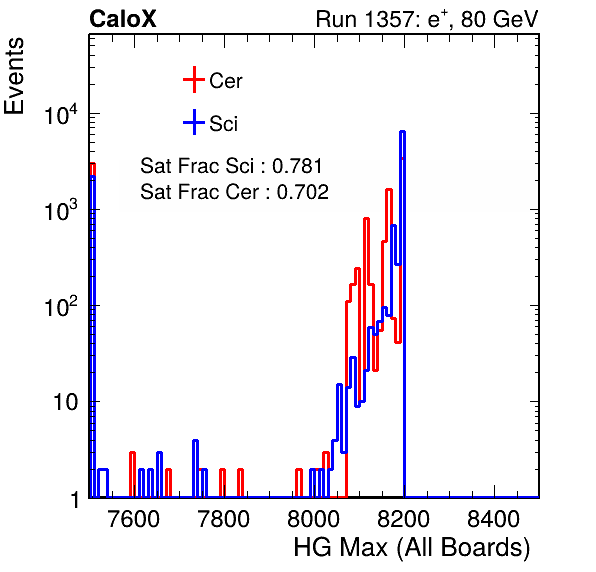 CaloX Run 1357: e⁺, 80 GeV
Events
Cer
Sci
Sat Frac Sci : 0.781
Sat Frac Cer : 0.702
10⁴
10³
10²
10
1
7600 7800 8000 8200 8400
HG Max (All Boards)